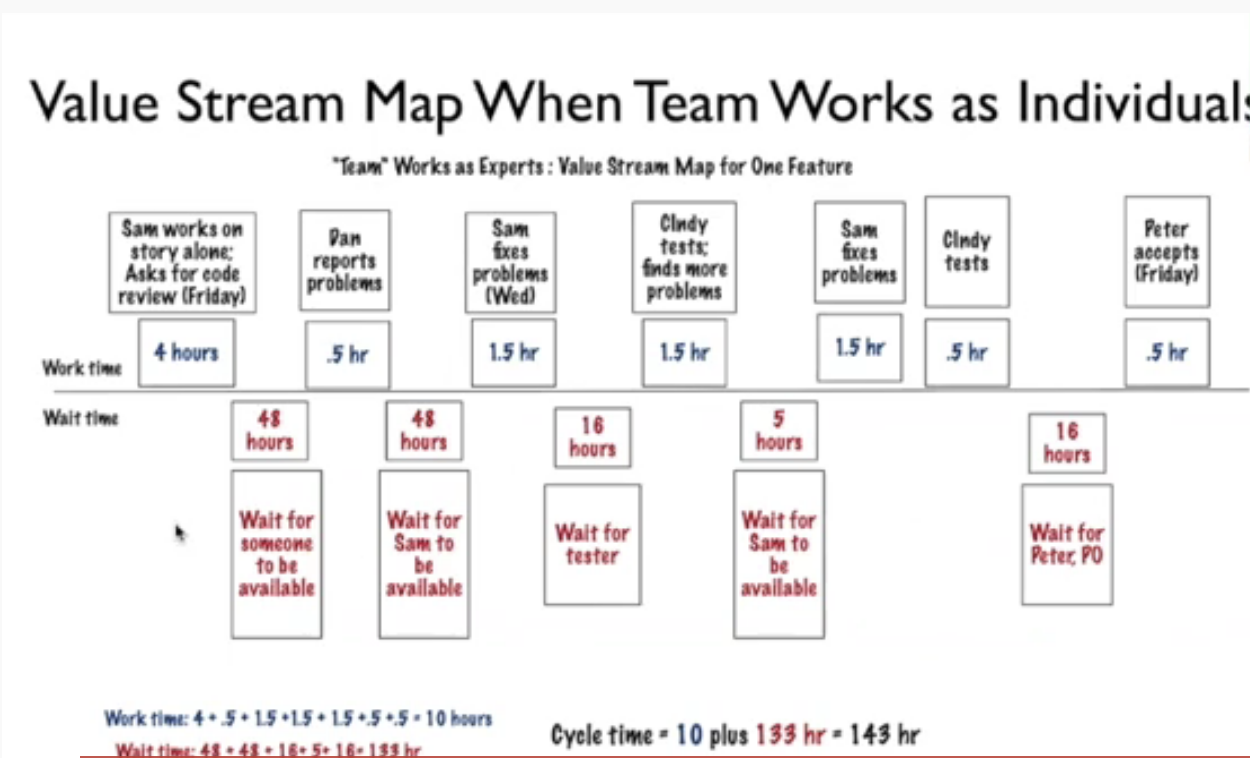 Value Stream Map When Team Works as Individuals
"Team" Works as Experts : Value Stream Map for One Feature
Sam works on
story alone;
Asks for code
review (Friday)
Dan
reports
problems
Sam
fixes
problems
(Wed)
CIndy
tests;
finds more
problems
Sam
fixes
problems
CIndy
tests
Peter
accepts
(Friday)
Work time
4 hours
.5 hr
1.5 hr
1.5 hr
1.5 hr
.5 hr
.5 hr
Wait time
48
hours
48
hours
16
hours
5
hours
16
hours
Wait for
someone
to be
available
Wait for
Sam to
be
available
Wait for
tester
Wait for
Sam to
be
available
Wait for
Peter, PO
Work time: 4 + .5 + 1.5 +1.5 + 1.5 +.5 +.5 = 10 hours
Wait time: 48 + 48 + 16+ 5+ 16= 133 hr
Cycle time = 10 plus 133 hr = 143 hr